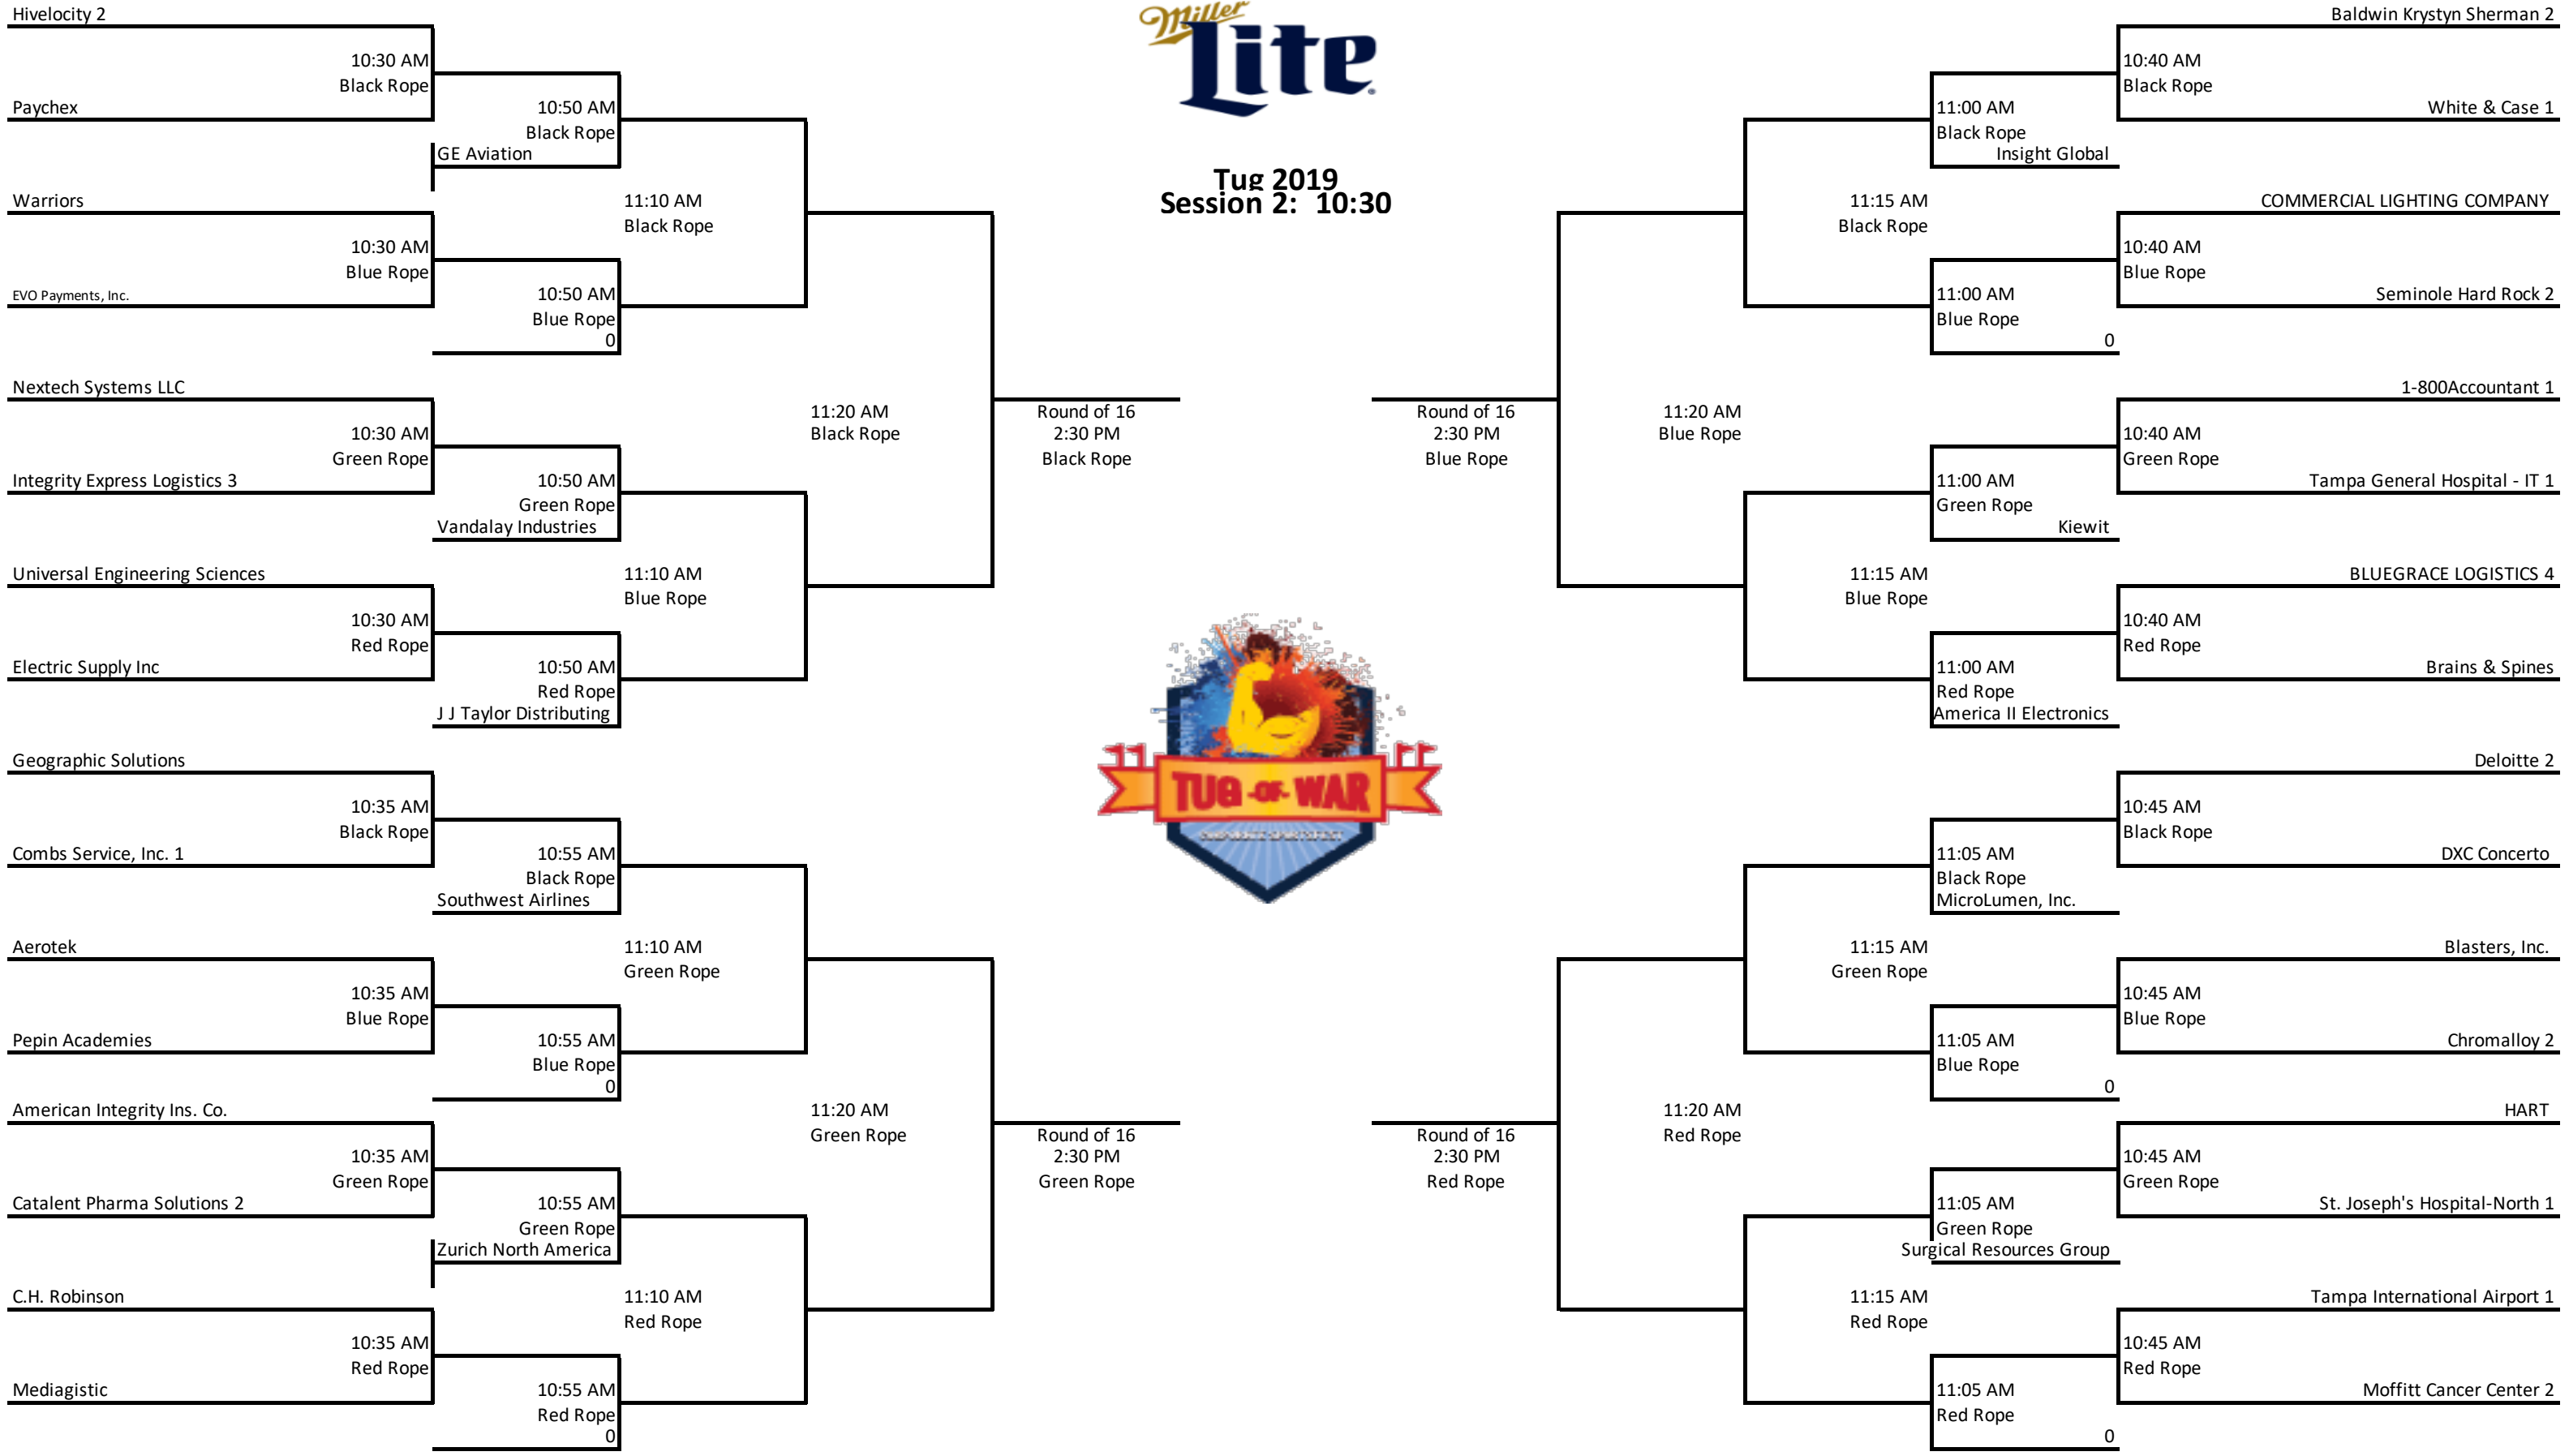 Miller
Lite
Tug 2019
Session 2: 10:30
Hivelocity 2
10:30 AM
Black Rope
Paychex
10:50 AM
Black Rope
GE Aviation
Warriors
11:10 AM
Black Rope
10:30 AM
Blue Rope
EVO Payments, Inc.
10:50 AM
Blue Rope
0
Nextech Systems LLC
11:20 AM
Black Rope
Round of 16
2:30 PM
Black Rope
10:30 AM
Green Rope
Integrity Express Logistics 3
10:50 AM
Green Rope
Vandalay Industries
Universal Engineering Sciences
11:10 AM
Blue Rope
10:30 AM
Red Rope
Electric Supply Inc
10:50 AM
Red Rope
J J Taylor Distributing
Geographic Solutions
10:35 AM
Black Rope
Combs Service, Inc. 1
10:55 AM
Black Rope
Southwest Airlines
Aerotek
11:10 AM
Green Rope
10:35 AM
Blue Rope
Pepin Academies
10:55 AM
Blue Rope
0
American Integrity Ins. Co.
11:20 AM
Green Rope
Round of 16
2:30 PM
Green Rope
10:35 AM
Green Rope
Catalent Pharma Solutions 2
10:55 AM
Green Rope
Zurich North America
C.H. Robinson
11:10 AM
Red Rope
10:35 AM
Red Rope
Mediagistic
10:55 AM
Red Rope
0
TUG -OF- WAR
Baldwin Krystyn Sherman 2
10:40 AM
Black Rope
White & Case 1
11:00 AM
Black Rope
Insight Global
COMMERCIAL LIGHTING COMPANY
11:15 AM
Black Rope
10:40 AM
Blue Rope
Seminole Hard Rock 2
11:00 AM
Blue Rope
0
1-800Accountant 1
Round of 16
2:30 PM
Blue Rope
11:20 AM
Blue Rope
10:40 AM
Green Rope
Tampa General Hospital - IT 1
11:00 AM
Green Rope
Kiewit
BLUEGRACE LOGISTICS 4
11:15 AM
Blue Rope
10:40 AM
Red Rope
Brains & Spines
11:00 AM
Red Rope
America II Electronics
Deloitte 2
10:45 AM
Black Rope
DXC Concerto
11:05 AM
Black Rope
MicroLumen, Inc.
Blasters, Inc.
11:15 AM
Green Rope
10:45 AM
Blue Rope
Chromalloy 2
11:05 AM
Blue Rope
0
HART
Round of 16
2:30 PM
Red Rope
11:20 AM
Red Rope
10:45 AM
Green Rope
St. Joseph's Hospital-North 1
11:05 AM
Green Rope
Surgical Resources Group
Tampa International Airport 1
11:15 AM
Red Rope
10:45 AM
Red Rope
Moffitt Cancer Center 2
11:05 AM
Red Rope
0